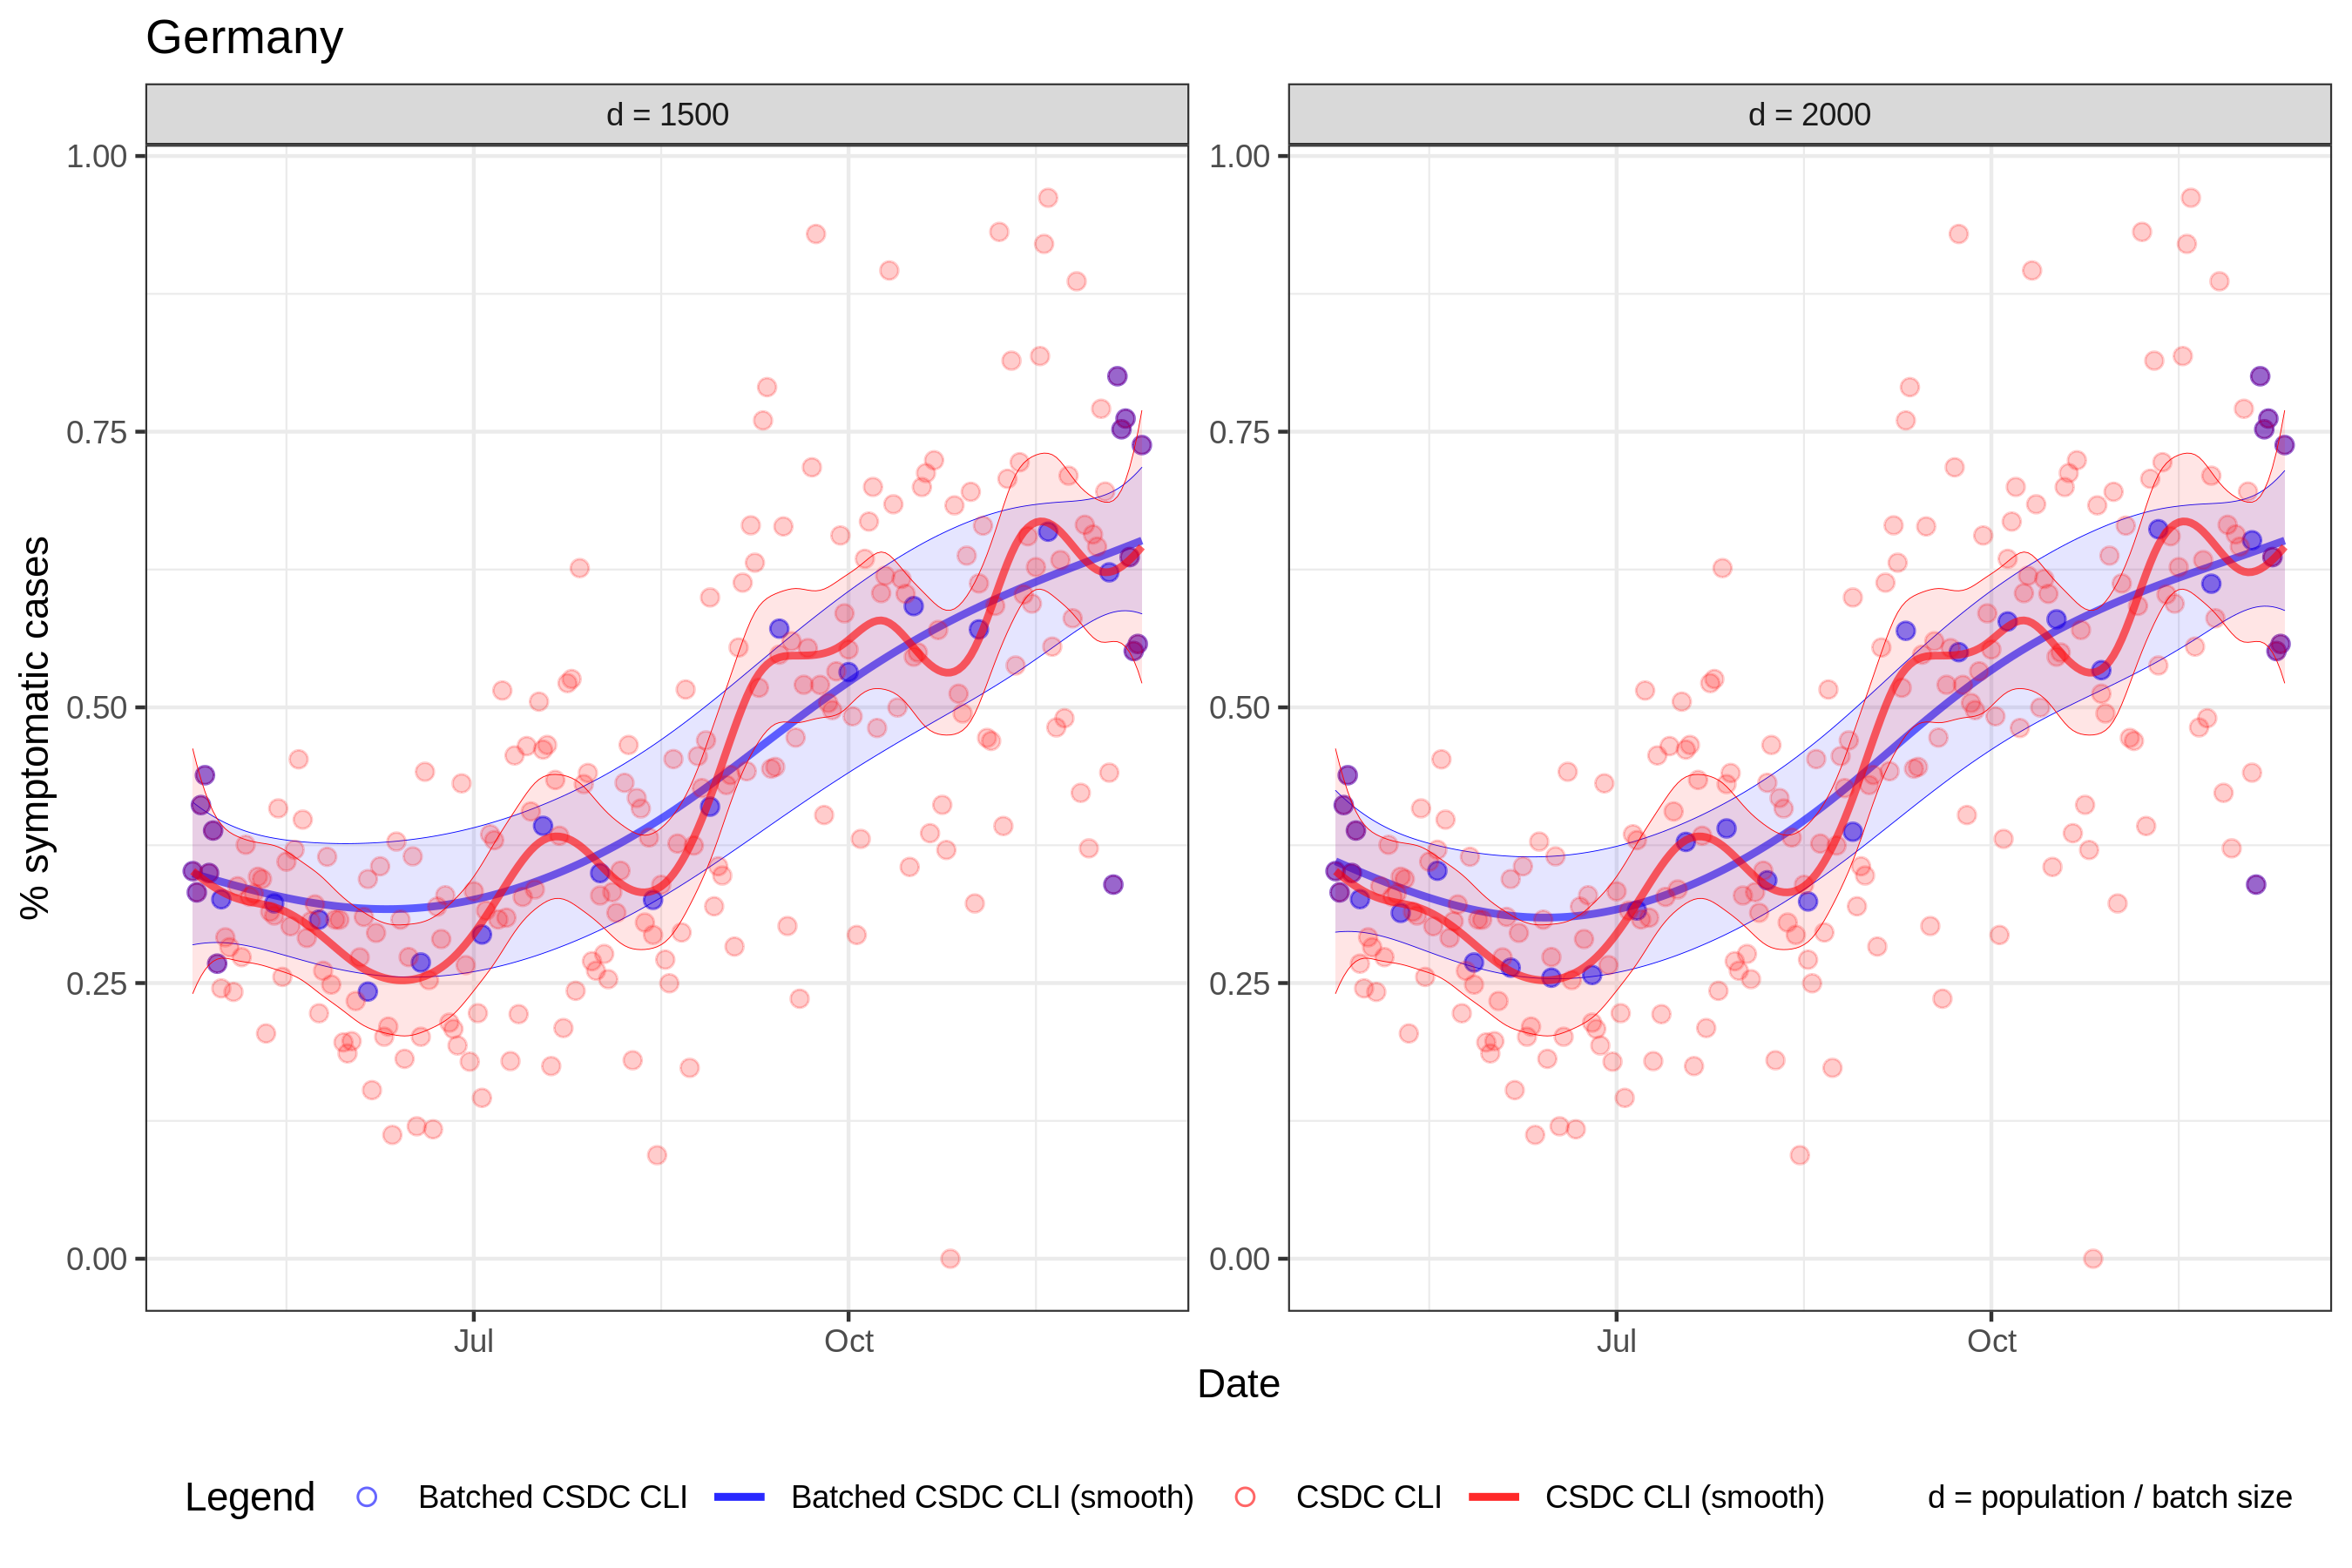 Germany
d = 1500
d = 2000
% symptomatic cases
1.00
0.75
0.50
0.25
0.00
1.00
0.75
0.50
0.25
0.00
Jul
Oct
Jul
Oct
Date
Legend Batched CSDC CLI Batched CSDC CLI (smooth) CSDC CLI CSDC CLI (smooth) d = population / batch size